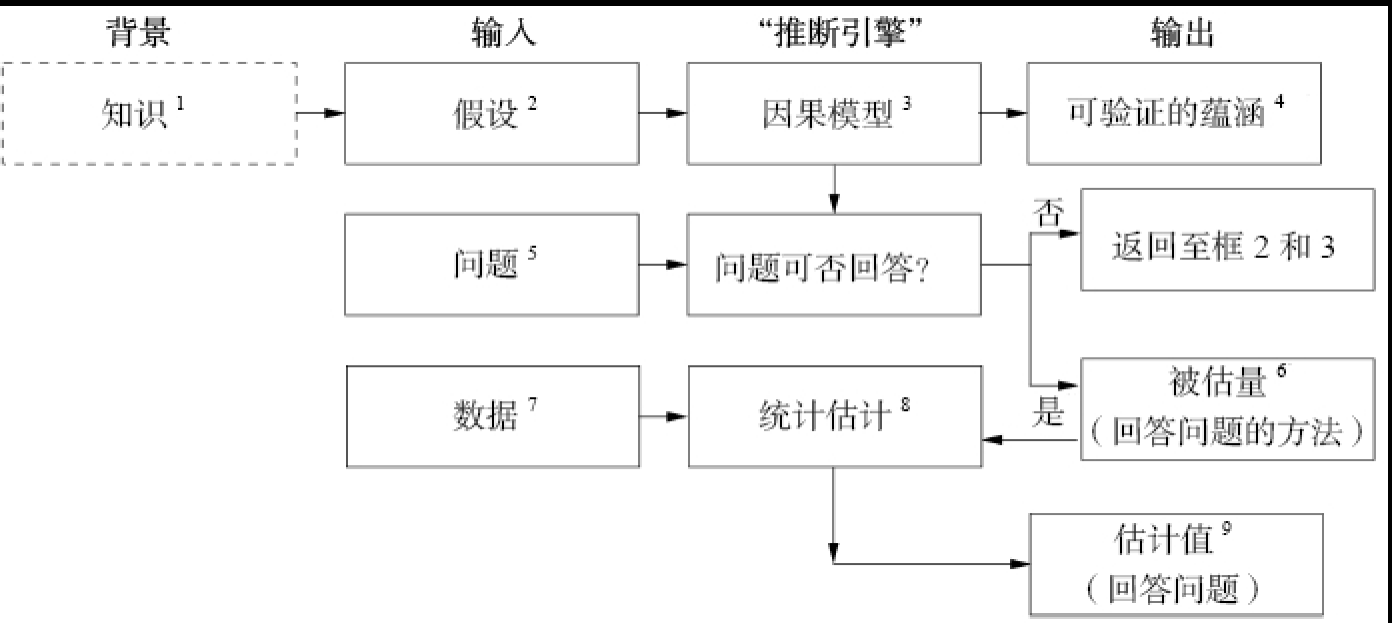 背景 输入 “推断引擎” 输出
知识 1 假设 2 因果模型 3 可验证的蕴涵 4
否
问题 5 问题可否回答? 返回至框 2 和 3
数据 7 统计估计 8 是 被估量 6
(回答问题的方法)
估计值 9
(回答问题)